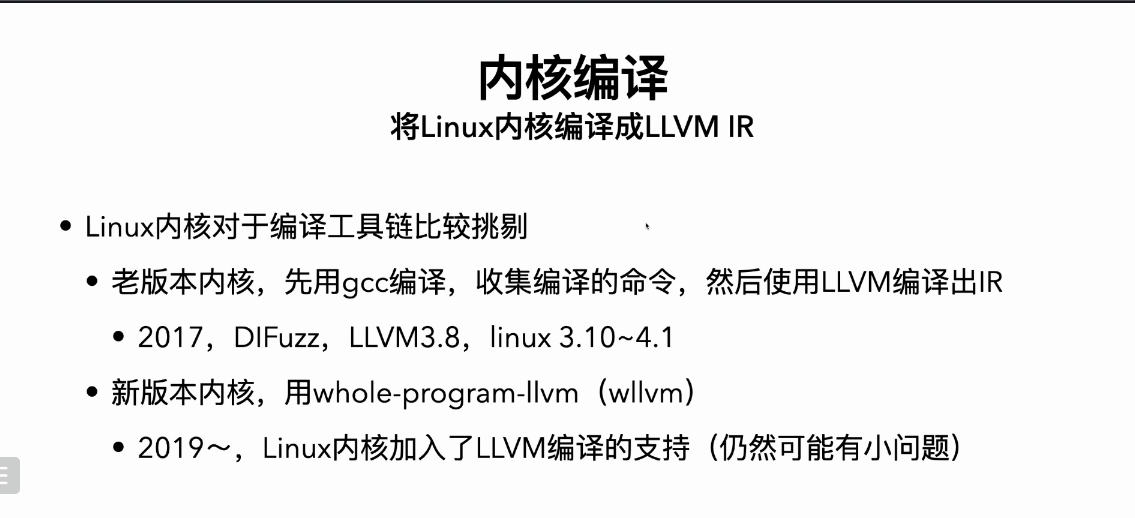 内核编译
将Linux内核编译成LLVM IR
• Linux内核对于编译工具链比较挑剔
• 老版本内核，先用gcc编译，收集编译的命令，然后使用LLVM编译出IR
• 2017，DIFuzz，LLVM3.8，linux 3.10~4.1
• 新版本内核，用whole-program-llvm（wllvm）
• 2019～，Linux内核加入了LLVM编译的支持（仍然可能有小问题）